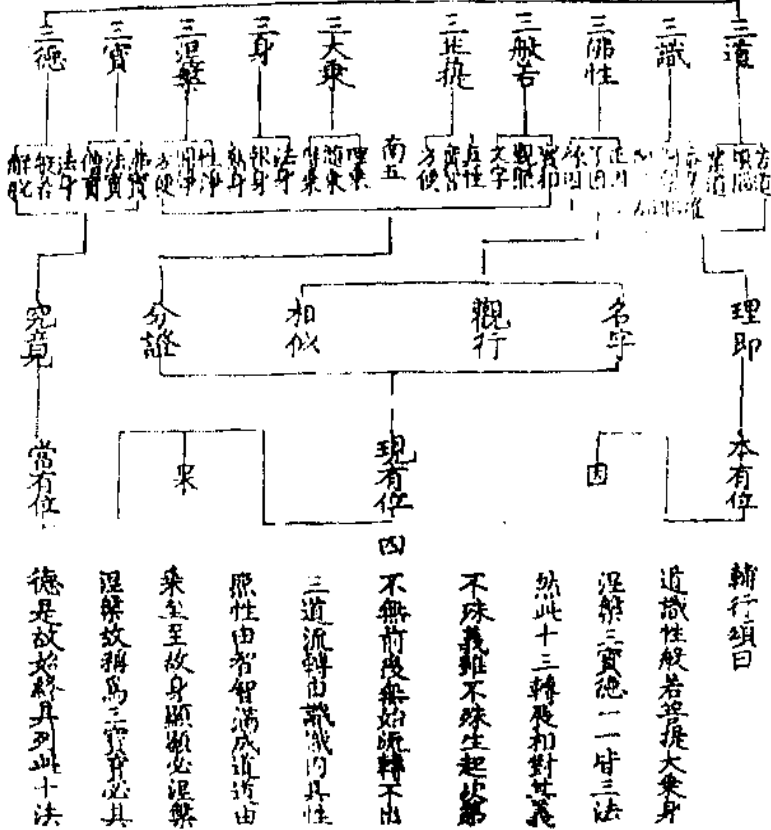 三道
三識
三佛性
三般若
三菩提
三大乘
三身
三涅槃
三寶
三德
苦道
煩惱
業道
正因
了因
緣因
實相
觀照
文字
真性
實智
方便
南五
理乘
隨乘
得乘
法身
報身
應身
性淨
圓淨
方便
佛寶
法寶
僧寶
法身
般若
解脫
理即
名字
觀行
相似
分證
究竟
本有位
因
現有位
果
常有位
四
輔行頌曰
道識性般若菩提大乘身
涅槃三寶德一一皆三法
然此十三轉展相對其義
不殊義雖不殊生起次第
不無前後無始流轉不出
三道流轉由識識內具性
照性由智智滿成道道由
乘至至故身顯顯必涅槃
涅槃故稱為三寶寶必具
德是故始終具列此十法